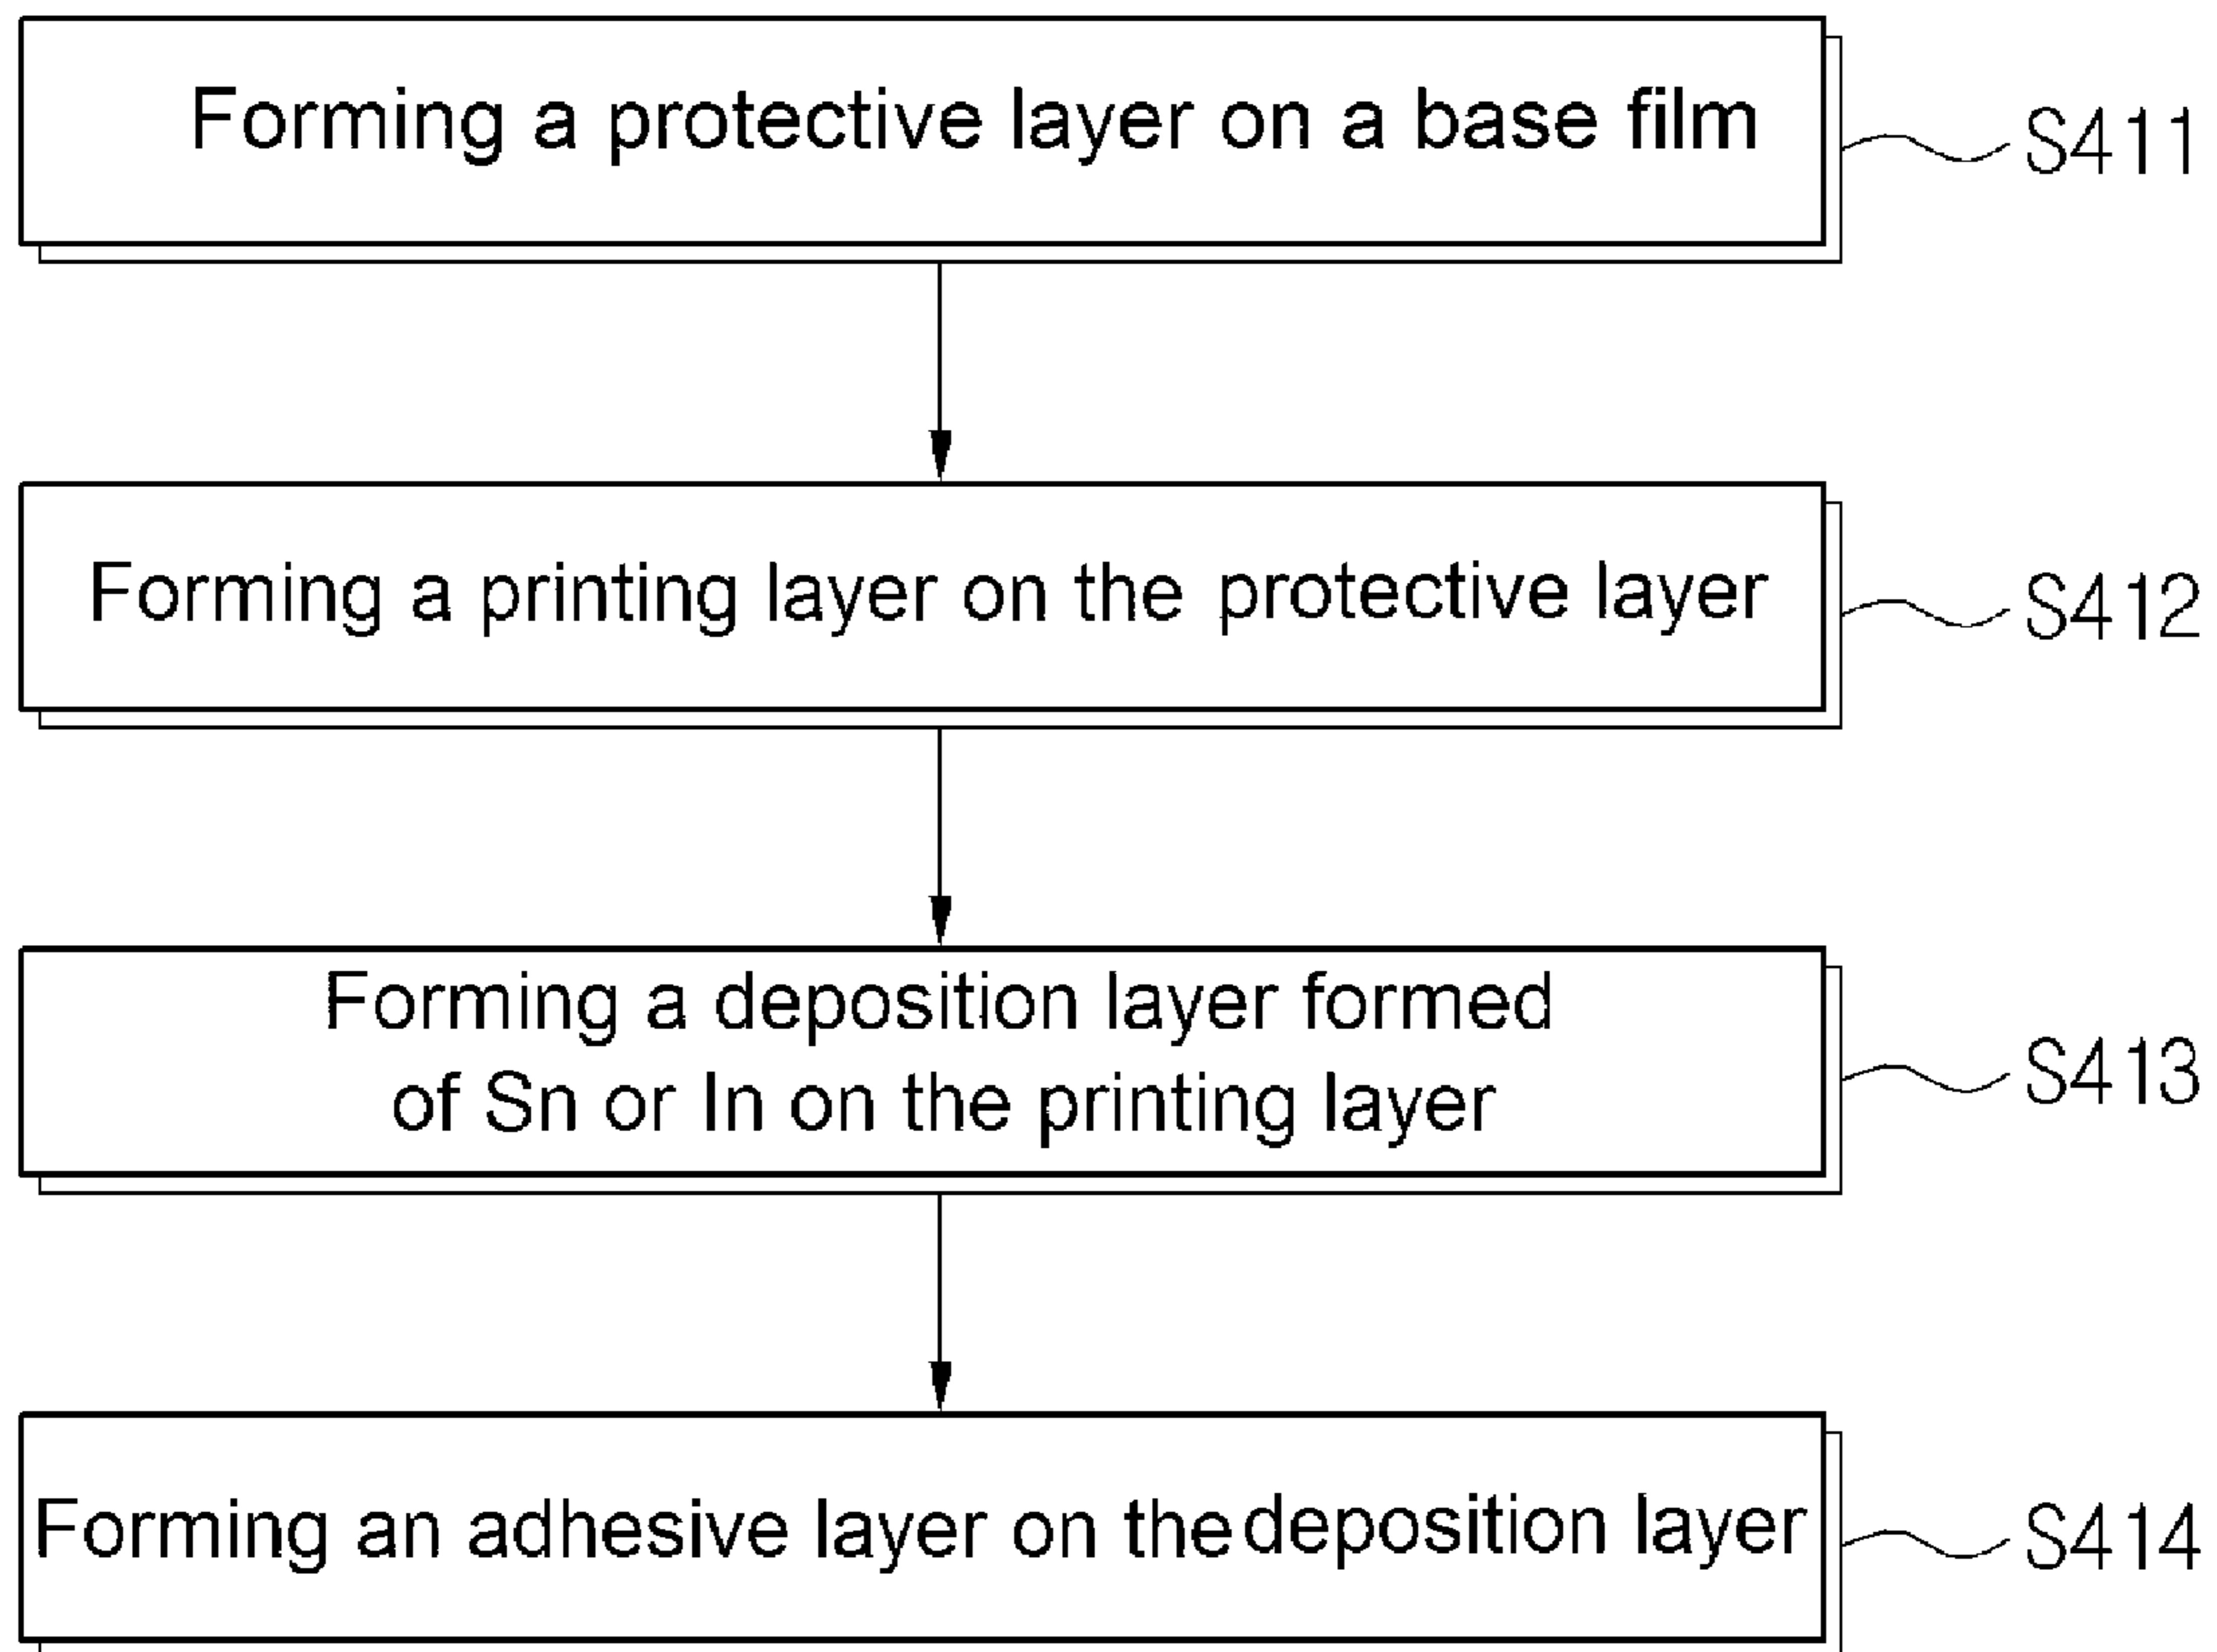 Forming a protective layer on a base film
S411
Forming a printing layer on the protective layer
S412
Forming a deposition layer formed
of Sn or In on the printing layer
S413
Forming an adhesive layer on the deposition layer
S414